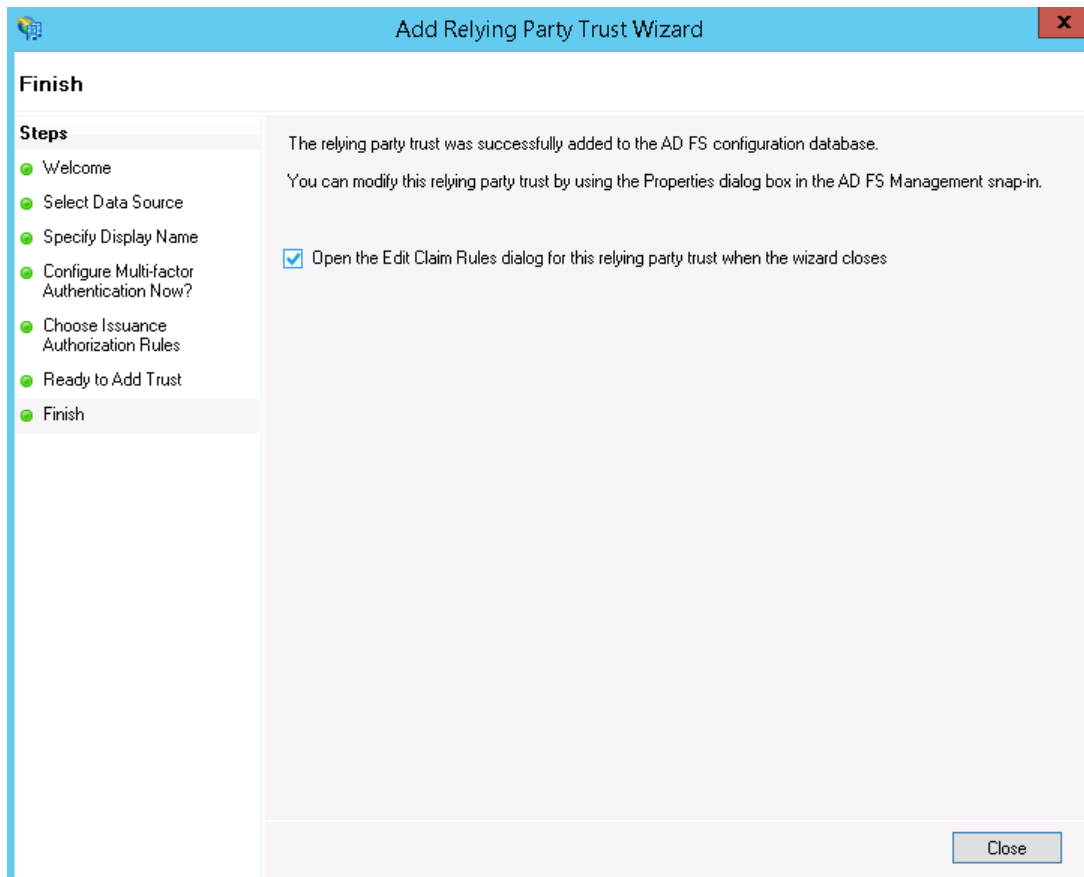 Add Relying Party Trust Wizard
x
Finish
Steps
Welcome
Select Data Source
Specify Display Name
Configure Multi-factor
Authentication Now?
Choose Issuance
Authorization Rules
Ready to Add Trust
Finish
The relying party trust was successfully added to the AD FS configuration database.
You can modify this relying party trust by using the Properties dialog box in the AD FS Management snap-in.
Open the Edit Claim Rules dialog for this relying party trust when the wizard closes
Close